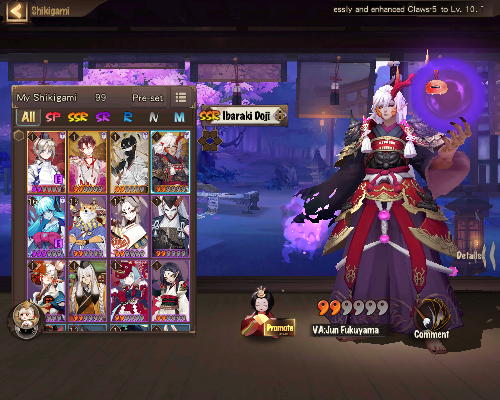 Shikigami
essly and enhanced Claws-5 to Lv. 10.
My Shikigami 99 Pre-set
All SP SSR SR R N M
SSR Ibaraki Doji
Details
999999
Promote
VA:Jun Fukuyama
Comment